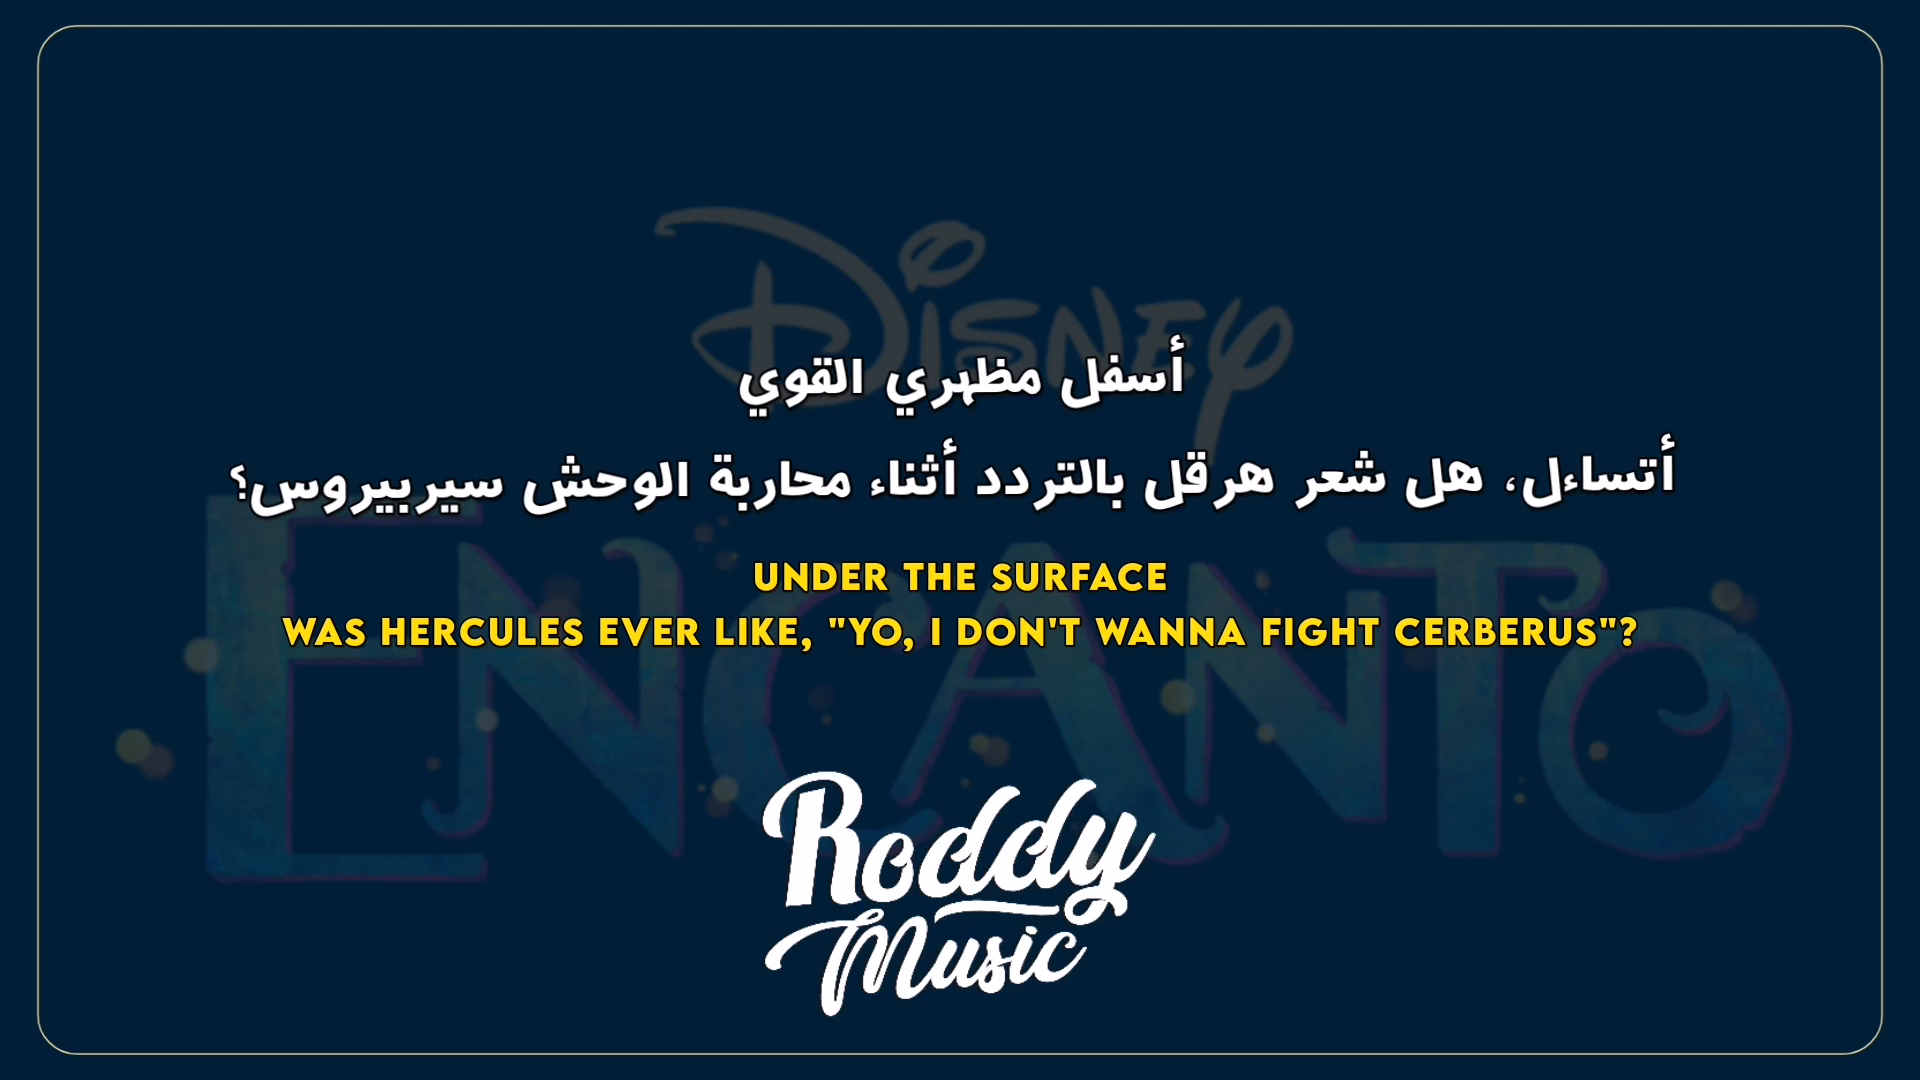 DISNEY
أسفل مظهري القوي
أتساءل، هل شعر هرقل بالتردد أثناء محاربة الوحش سيربيروس؟
UNDER THE SURFACE
WAS HERCULES EVER LIKE, "YO, I DON'T WANNA FIGHT CERBERUS"?
ENCANTO
Roddy
Music